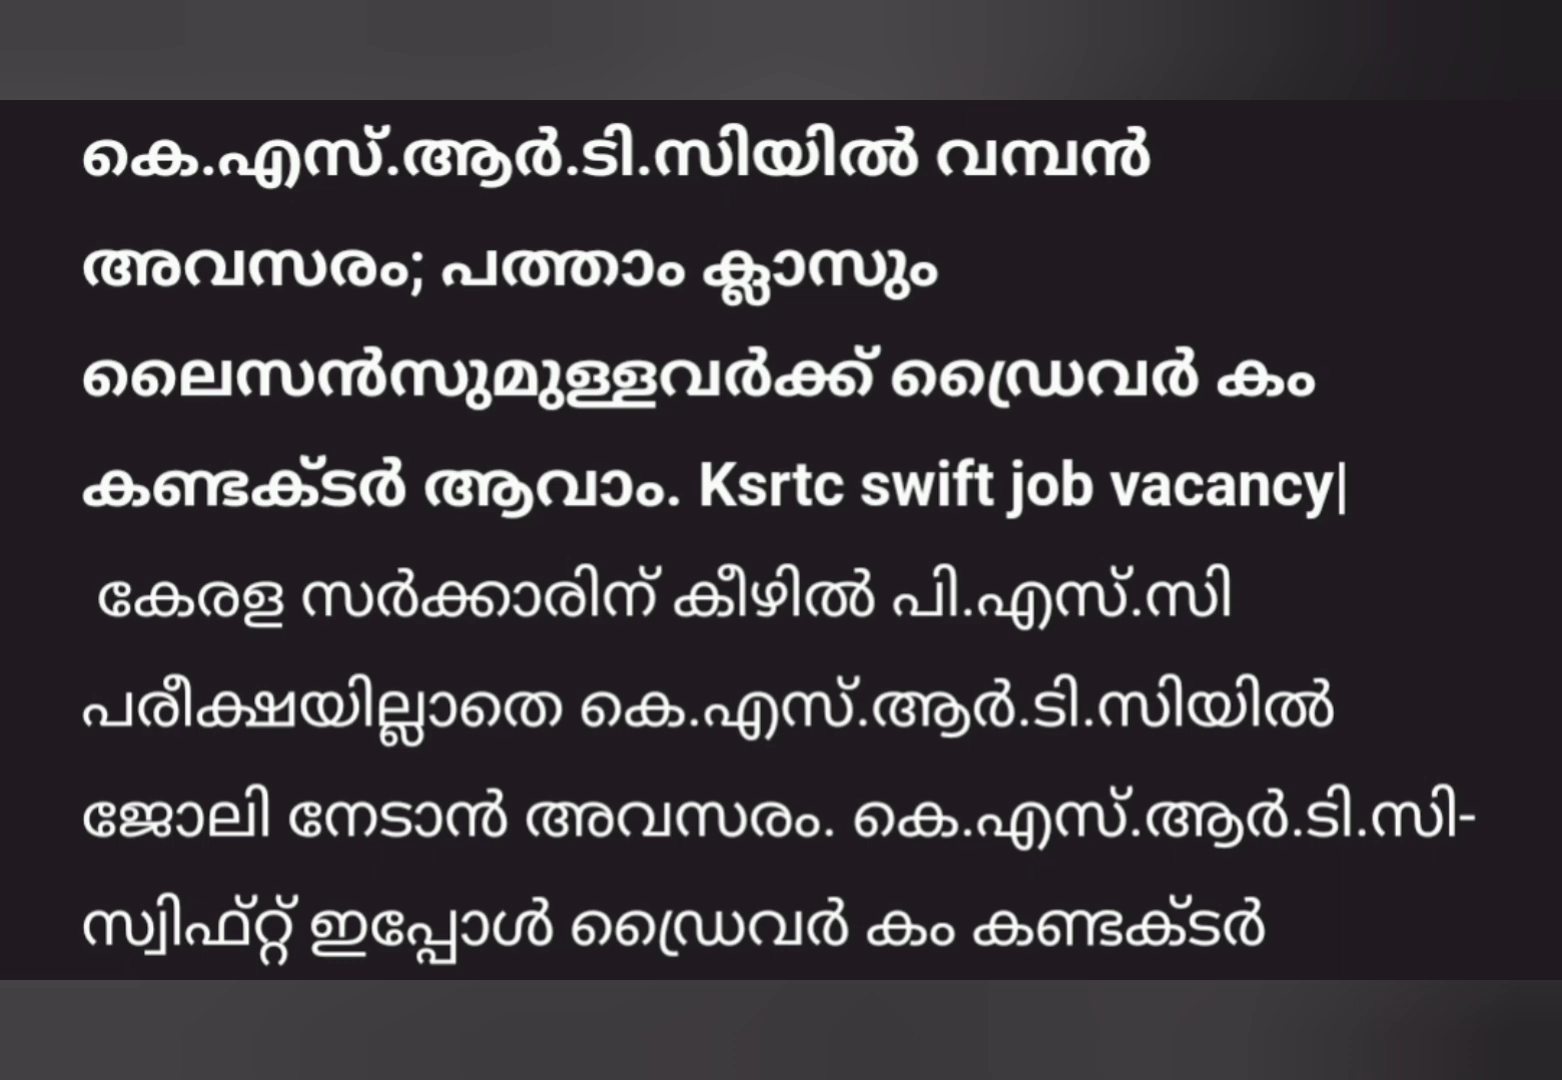 കെ.എസ്.ആർ.ടി.സിയിൽ വമ്പൻ
അവസരം; പത്താം ക്ലാസും
ലൈസൻസുമുള്ളവർക്ക് ഡ്രൈവർ കം
കണ്ടക്ടർ ആവാം. Ksrtc swift job vacancy|
കേരള സർക്കാരിന് കീഴിൽ പി.എസ്.സി
പരീക്ഷയില്ലാതെ കെ.എസ്.ആർ.ടി.സിയിൽ
ജോലി നേടാൻ അവസരം. കെ.എസ്.ആർ.ടി.സി-
സ്വിഫ്റ്റ് ഇപ്പോൾ ഡ്രൈവർ കം കണ്ടക്ടർ